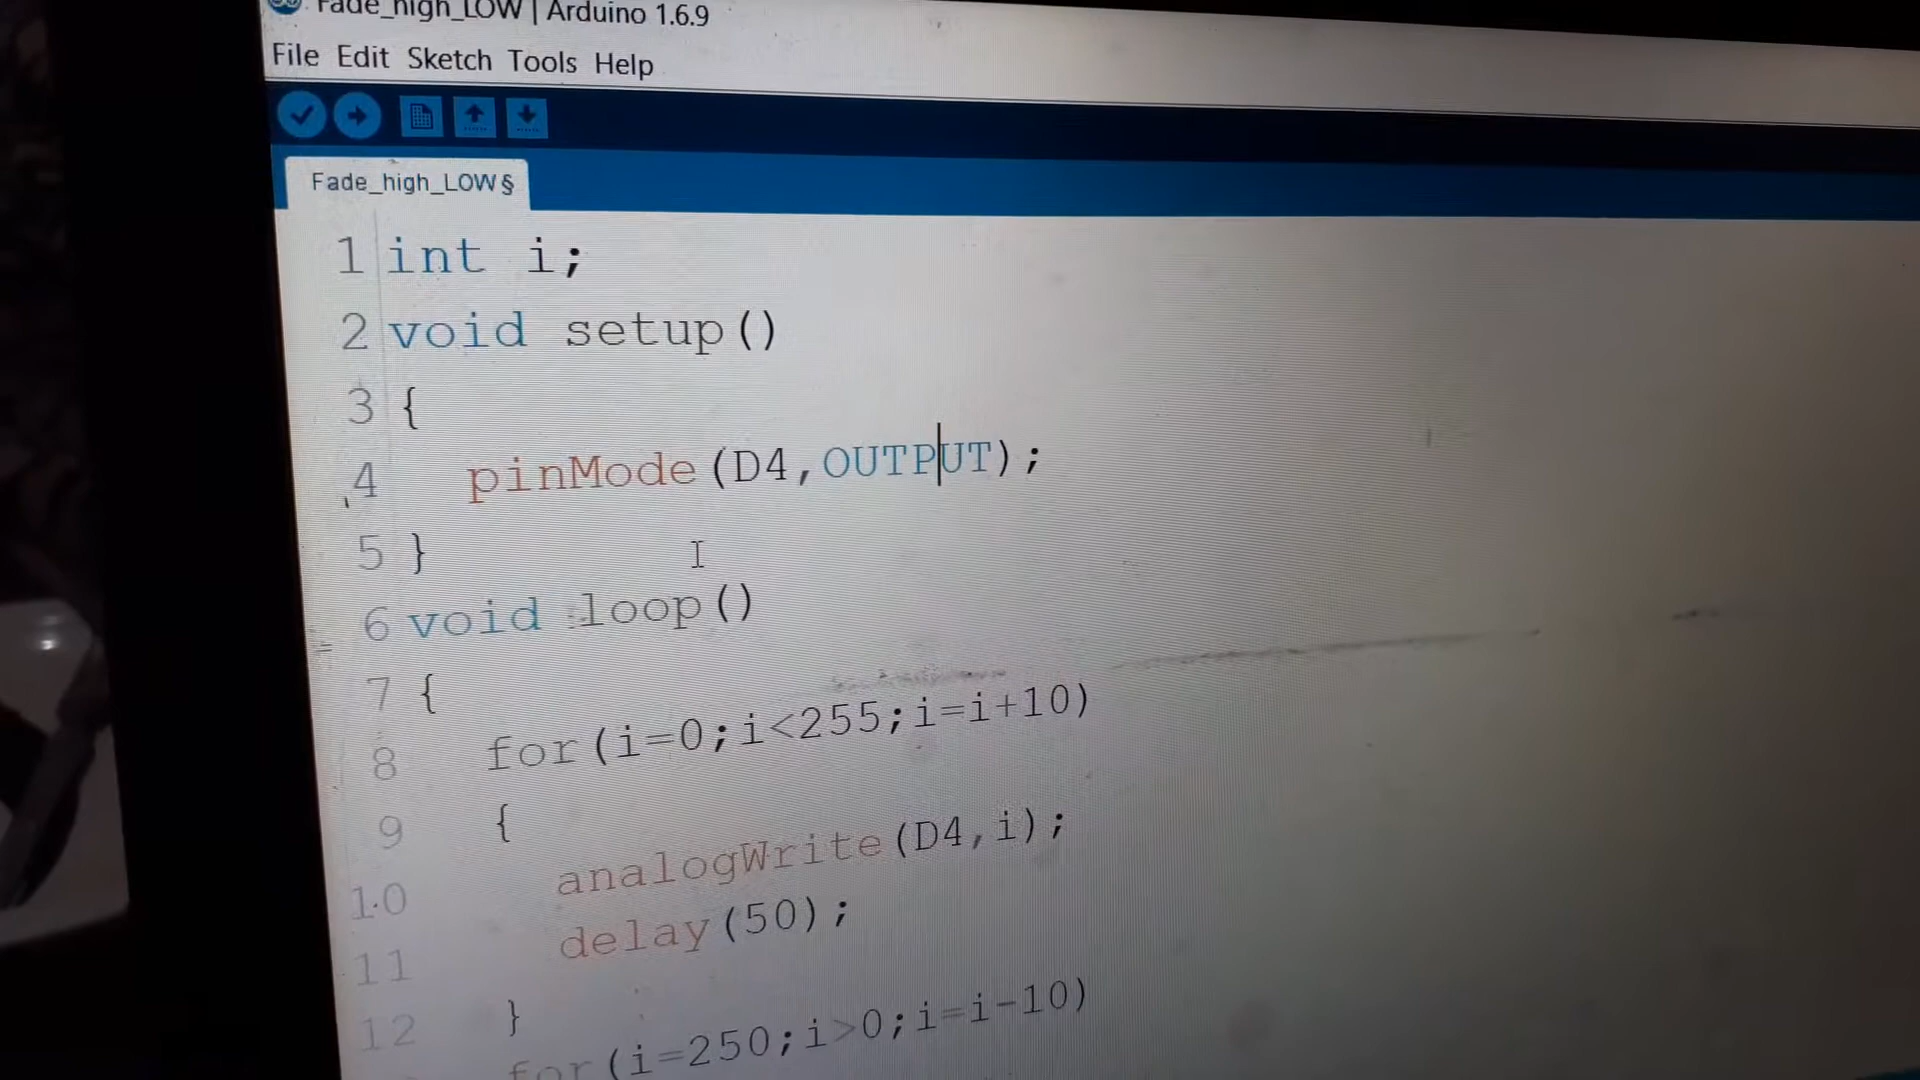 Fade_high_LOW | Arduino 1.6.9
File Edit Sketch Tools Help
Fade_high_LOW §
1 int i;
2 void setup()
3 {
4 pinMode(D4,OUTPUT);
5 }
6 void loop()
7 {
8 for(i=0;i<255;i=i+10)
9 {
10 analogWrite(D4,i);
11 delay(50);
12 }
for(i=250;i>0;i=i-10)